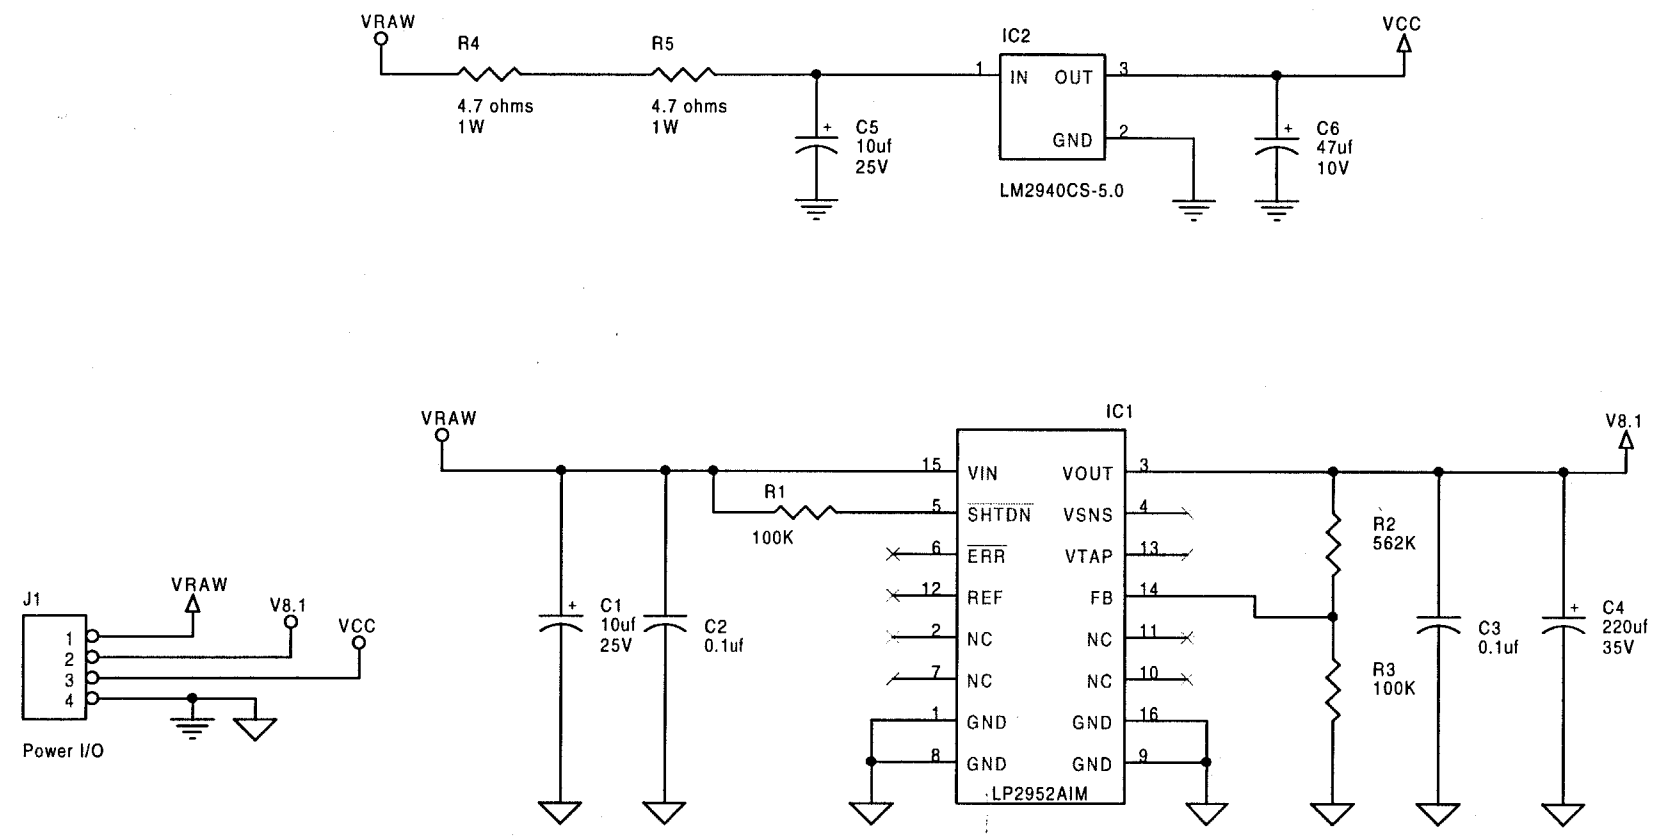 VRAW
R4
4.7 ohms
1W
R5
4.7 ohms
1W
+
C5
10uf
25V
IC2
1
IN
OUT
3
GND
2
LM2940CS-5.0
VCC
+
C6
47uf
10V
VRAW
IC1
V8.1
15
VIN
VOUT
3
R1
100K
5
SHTDN
VSNS
4
6
ERR
VTAP
13
12
REF
FB
14
2
NC
NC
11
7
NC
NC
10
1
GND
GND
16
8
GND
GND
9
LP2952AIM
+
C1
10uf
25V
C2
0.1uf
R2
562K
R3
100K
C3
0.1uf
+
C4
220uf
35V
J1
VRAW
V8.1
VCC
1
2
3
4
Power I/O